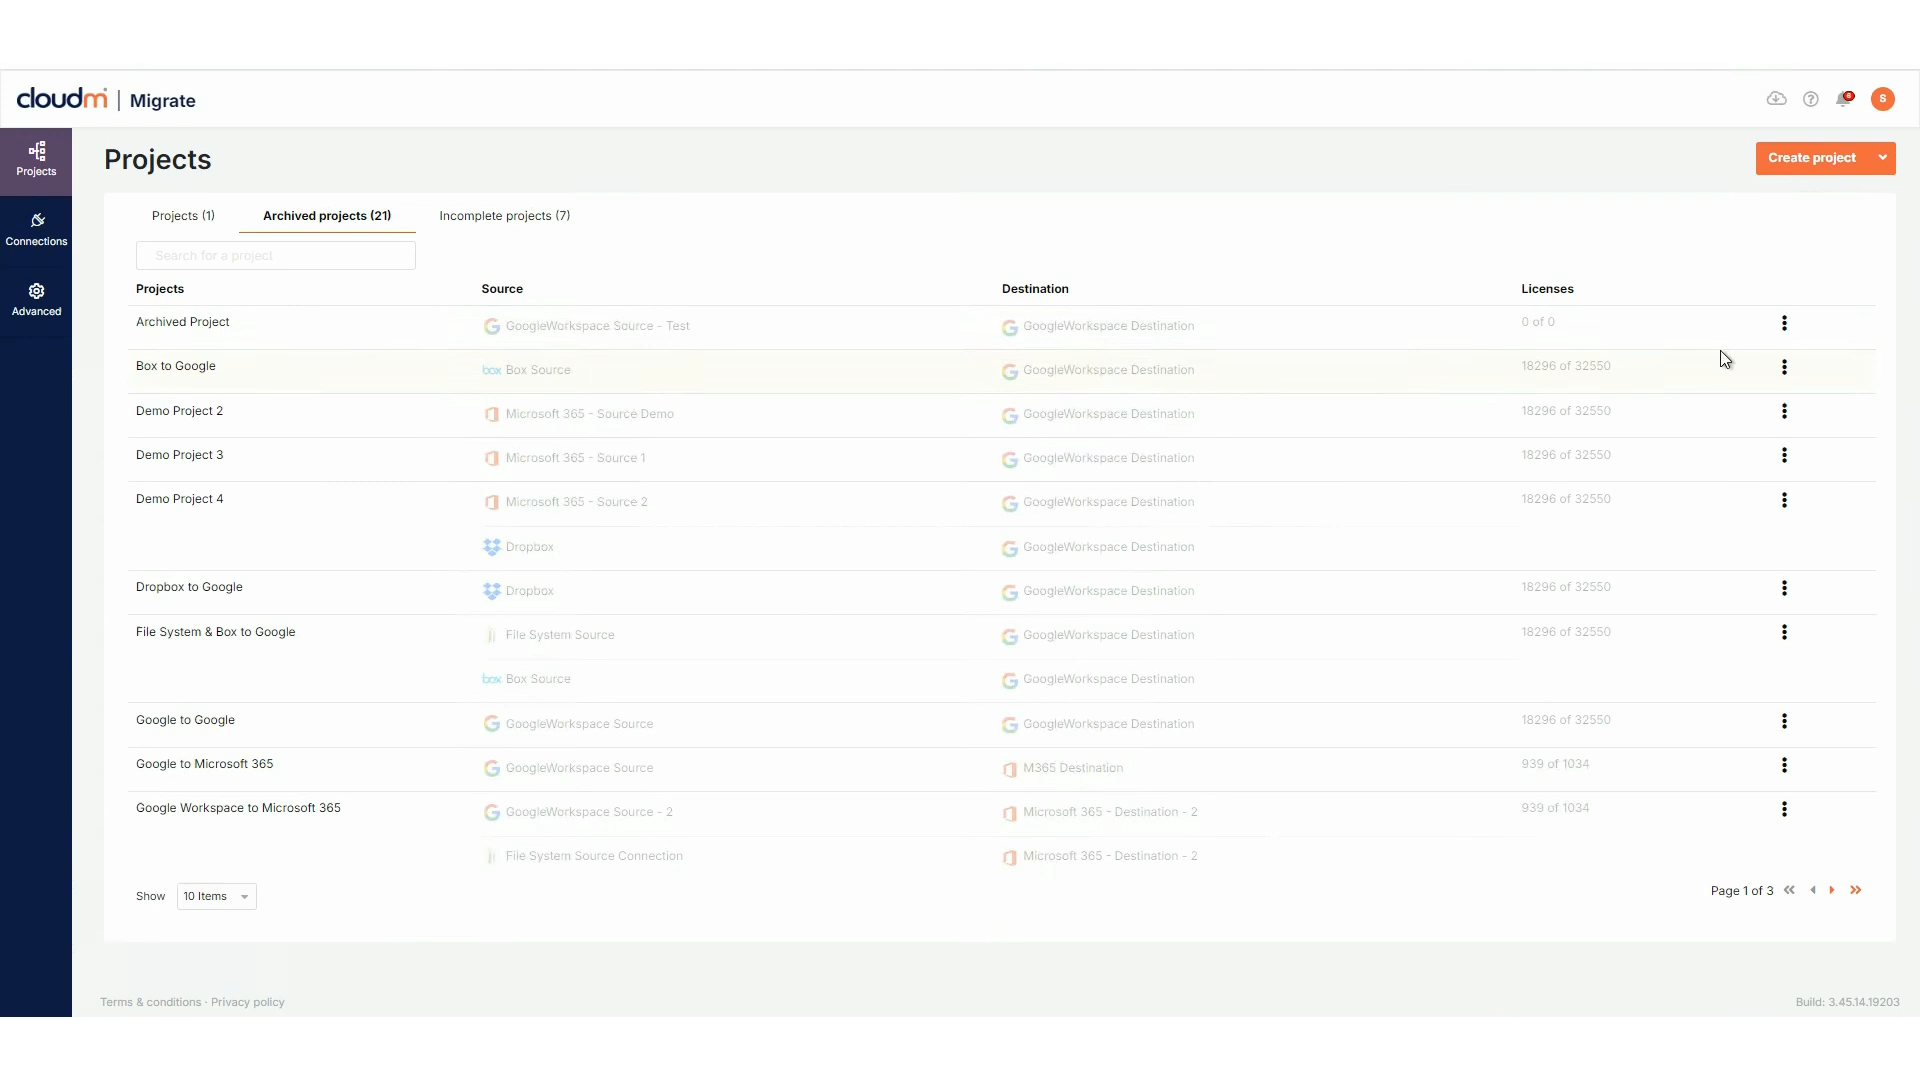 cloudm | Migrate
S
Projects
Connections
Advanced
Projects
Create project
Projects (1) Archived projects (21) Incomplete projects (7)
Search for a project
Projects Source Destination Licenses
Archived Project GoogleWorkspace Source - Test GoogleWorkspace Destination 0 of 0
Box to Google box Box Source GoogleWorkspace Destination 18296 of 32550
Demo Project 2 Microsoft 365 - Source Demo GoogleWorkspace Destination 18296 of 32550
Demo Project 3 Microsoft 365 - Source 1 GoogleWorkspace Destination 18296 of 32550
Demo Project 4 Microsoft 365 - Source 2 GoogleWorkspace Destination 18296 of 32550
Dropbox GoogleWorkspace Destination
Dropbox to Google Dropbox GoogleWorkspace Destination 18296 of 32550
File System & Box to Google File System Source GoogleWorkspace Destination 18296 of 32550
box Box Source GoogleWorkspace Destination
Google to Google GoogleWorkspace Source GoogleWorkspace Destination 18296 of 32550
Google to Microsoft 365 GoogleWorkspace Source M365 Destination 939 of 1034
Google Workspace to Microsoft 365 GoogleWorkspace Source - 2 Microsoft 365 - Destination - 2 939 of 1034
File System Source Connection Microsoft 365 - Destination - 2
Show 10 Items Page 1 of 3
Terms & conditions · Privacy policy Build: 3.45.14.19203